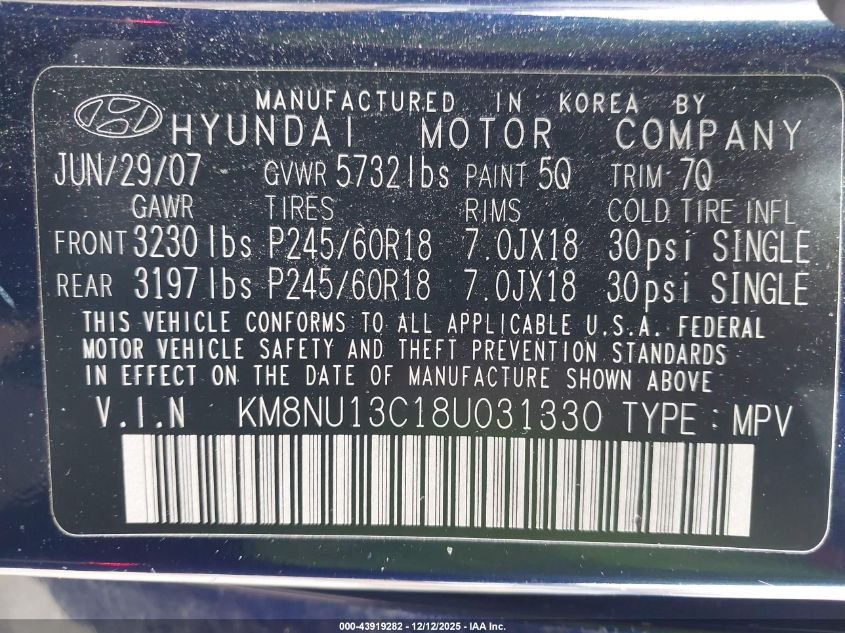 MANUFACTURED IN KOREA BY
HYUNDAI MOTOR COMPANY
JUN/29/07 GVWR 5732lbs PAINT 5Q TRIM 7Q
GAWR TIRES RIMS COLD TIRE INFL
FRONT 3230lbs P245/60R18 7.0JX18 30psi SINGLE
REAR 3197lbs P245/60R18 7.0JX18 30psi SINGLE
THIS VEHICLE CONFORMS TO ALL APPLICABLE U.S.A. FEDERAL
MOTOR VEHICLE SAFETY AND THEFT PREVENTION STANDARDS
IN EFFECT ON THE DATE OF MANUFACTURE SHOWN ABOVE
V.I.N KM8NU13C18U031330 TYPE : MPV
000-43919282 - 12/12/2025 - IAA Inc.